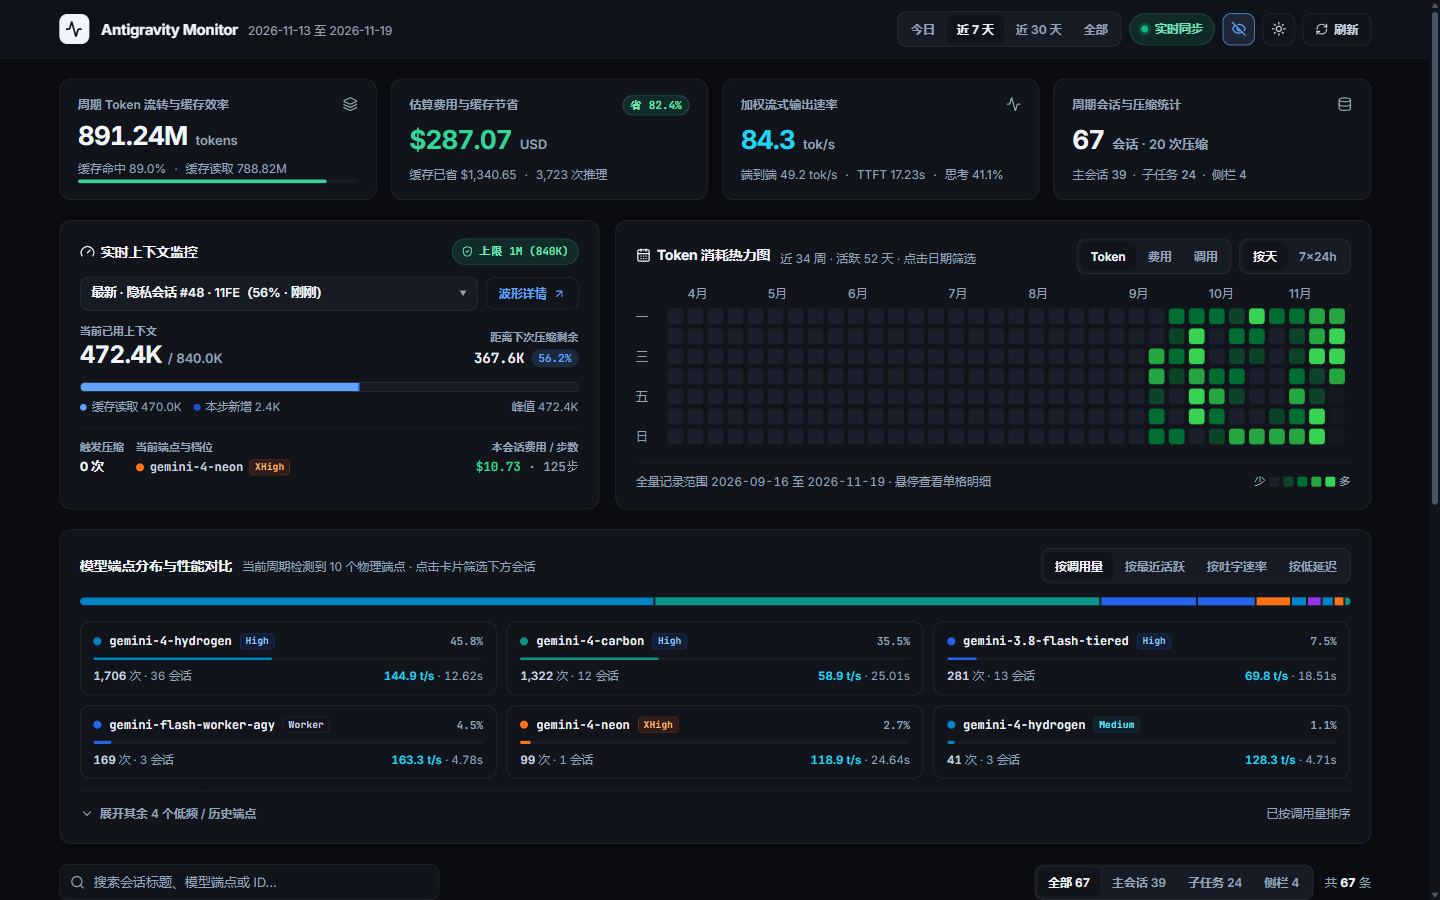 Antigravity Monitor 2026-11-13 至 2026-11-19
今日 近 7 天 近 30 天 全部 实时同步 刷新
周期 Token 流转与缓存效率
891.24M tokens
缓存命中 89.0% · 缓存读取 788.82M
估算费用与缓存节省 省 82.4%
$287.07 USD
缓存已省 $1,340.65 · 3,723 次推理
加权流式输出速率
84.3 tok/s
端到端 49.2 tok/s · TTFT 17.23s · 思考 41.1%
周期会话与压缩统计
67 会话 · 20 次压缩
主会话 39 · 子任务 24 · 侧栏 4
实时上下文监控 上限 1M (840K)
最新 · 隐私会话 #48 · 11FE（56% · 刚刚） 波形详情
当前已用上下文 距离下次压缩剩余
472.4K / 840.0K 367.6K 56.2%
缓存读取 470.0K 本步新增 2.4K 峰值 472.4K
触发压缩 当前端点与档位 本会话费用 / 步数
0 次 gemini-4-neon XHigh $10.73 · 125步
Token 消耗热力图 近 34 周 · 活跃 52 天 · 点击日期筛选
Token 费用 调用 按天 7×24h
4月 5月 6月 7月 8月 9月 10月 11月
一
三
五
日
全量记录范围 2026-09-16 至 2026-11-19 · 悬停查看单格明细 少 多
模型端点分布与性能对比 当前周期检测到 10 个物理端点 · 点击卡片筛选下方会话
按调用量 按最近活跃 按吐字速率 按低延迟
gemini-4-hydrogen High 45.8%
1,706 次 · 36 会话 144.9 t/s · 12.62s
gemini-4-carbon High 35.5%
1,322 次 · 12 会话 58.9 t/s · 25.01s
gemini-3.8-flash-tiered High 7.5%
281 次 · 13 会话 69.8 t/s · 18.51s
gemini-flash-worker-agy Worker 4.5%
169 次 · 3 会话 163.3 t/s · 4.78s
gemini-4-neon XHigh 2.7%
99 次 · 1 会话 118.9 t/s · 24.64s
gemini-4-hydrogen Medium 1.1%
41 次 · 3 会话 128.3 t/s · 4.71s
展开其余 4 个低频 / 历史端点 已按调用量排序
搜索会话标题、模型端点或 ID... 全部 67 主会话 39 子任务 24 侧栏 4 共 67 条